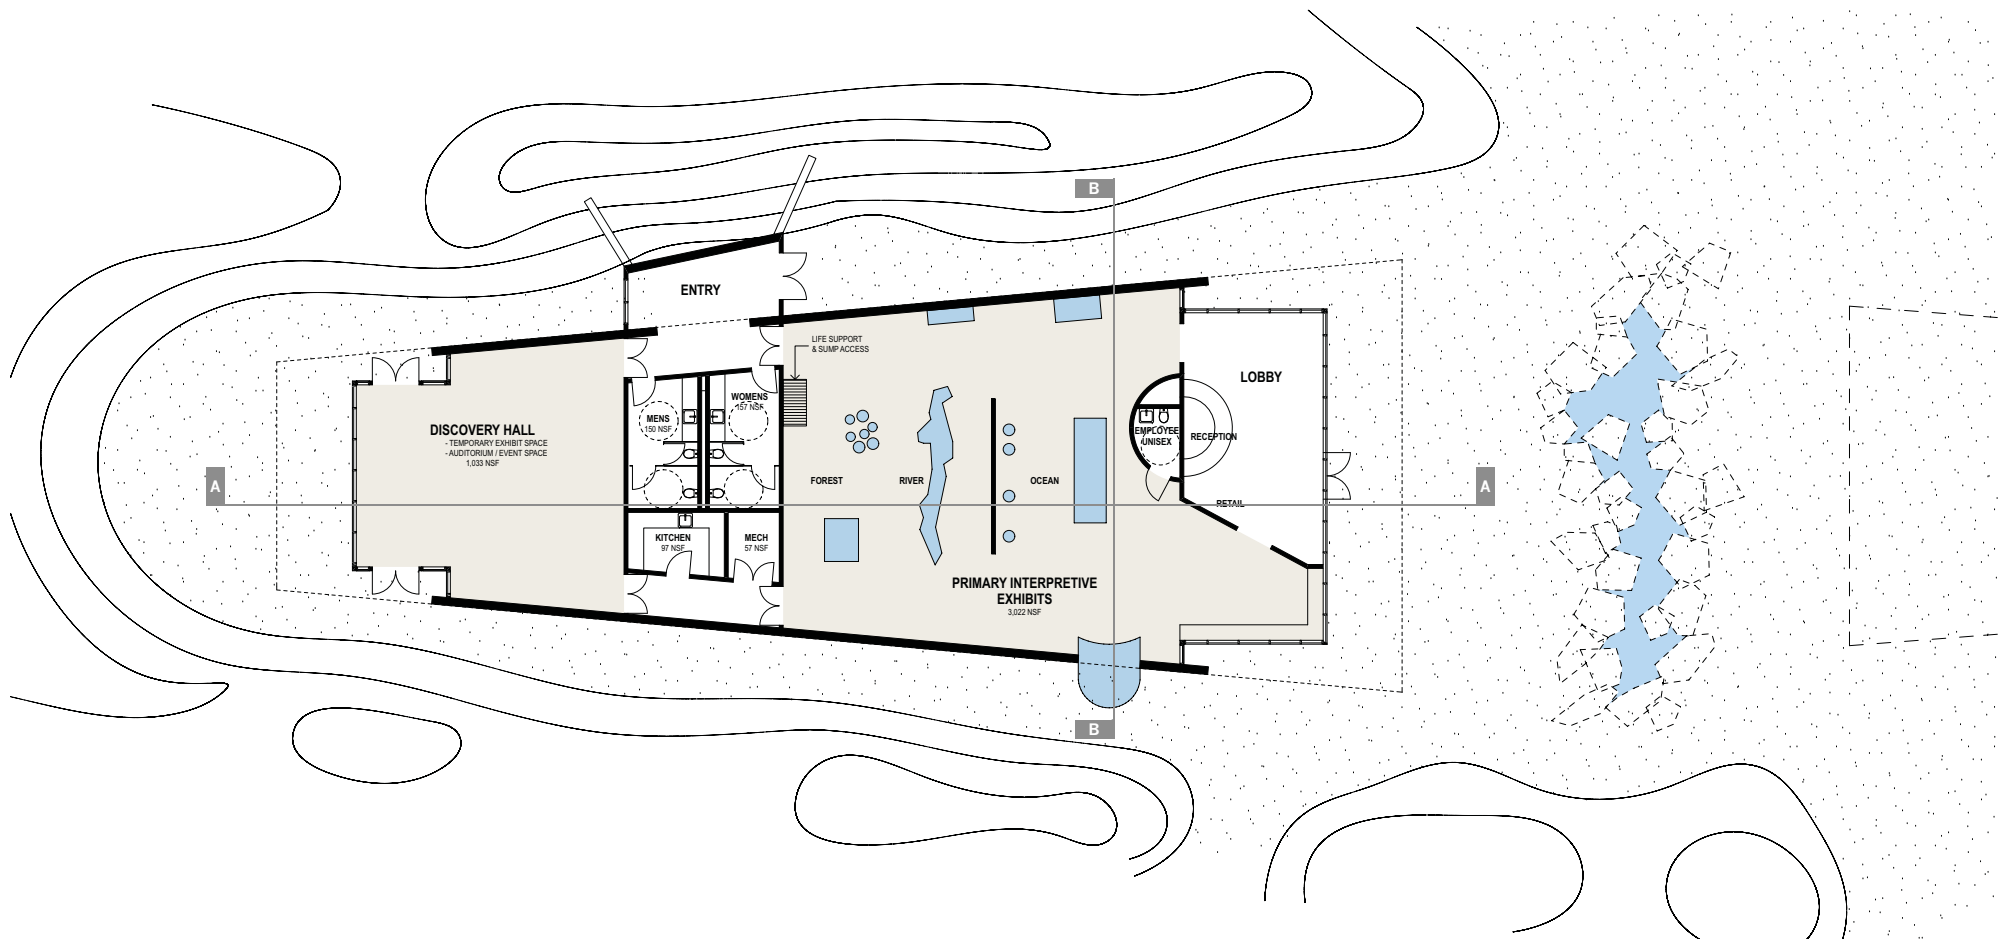 B
ENTRY
LIFE SUPPORT
& SUMP ACCESS
LOBBY
WOMENS
157 NSF
MENS
150 NSF
DISCOVERY HALL
- TEMPORARY EXHIBIT SPACE
- AUDITORIUM / EVENT SPACE
1,033 NSF
EMPLOYEE
UNISEX
RECEPTION
FOREST
RIVER
OCEAN
A
A
RETAIL
KITCHEN
97 NSF
MECH
57 NSF
PRIMARY INTERPRETIVE
EXHIBITS
3,022 NSF
B